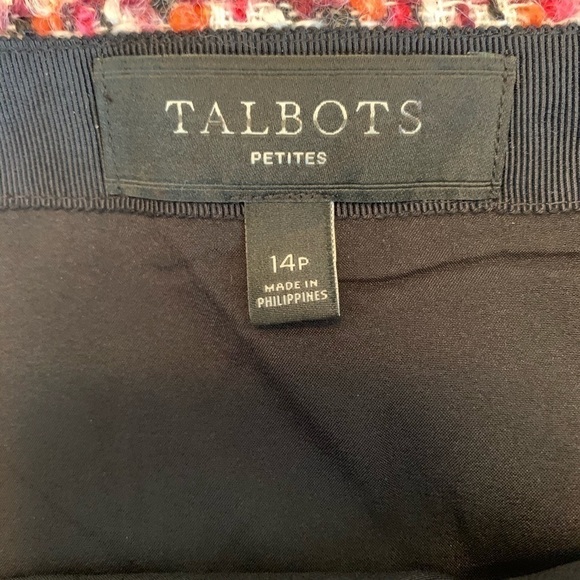 TALBOTS
PETITES
14P
MADE IN
PHILIPPINES